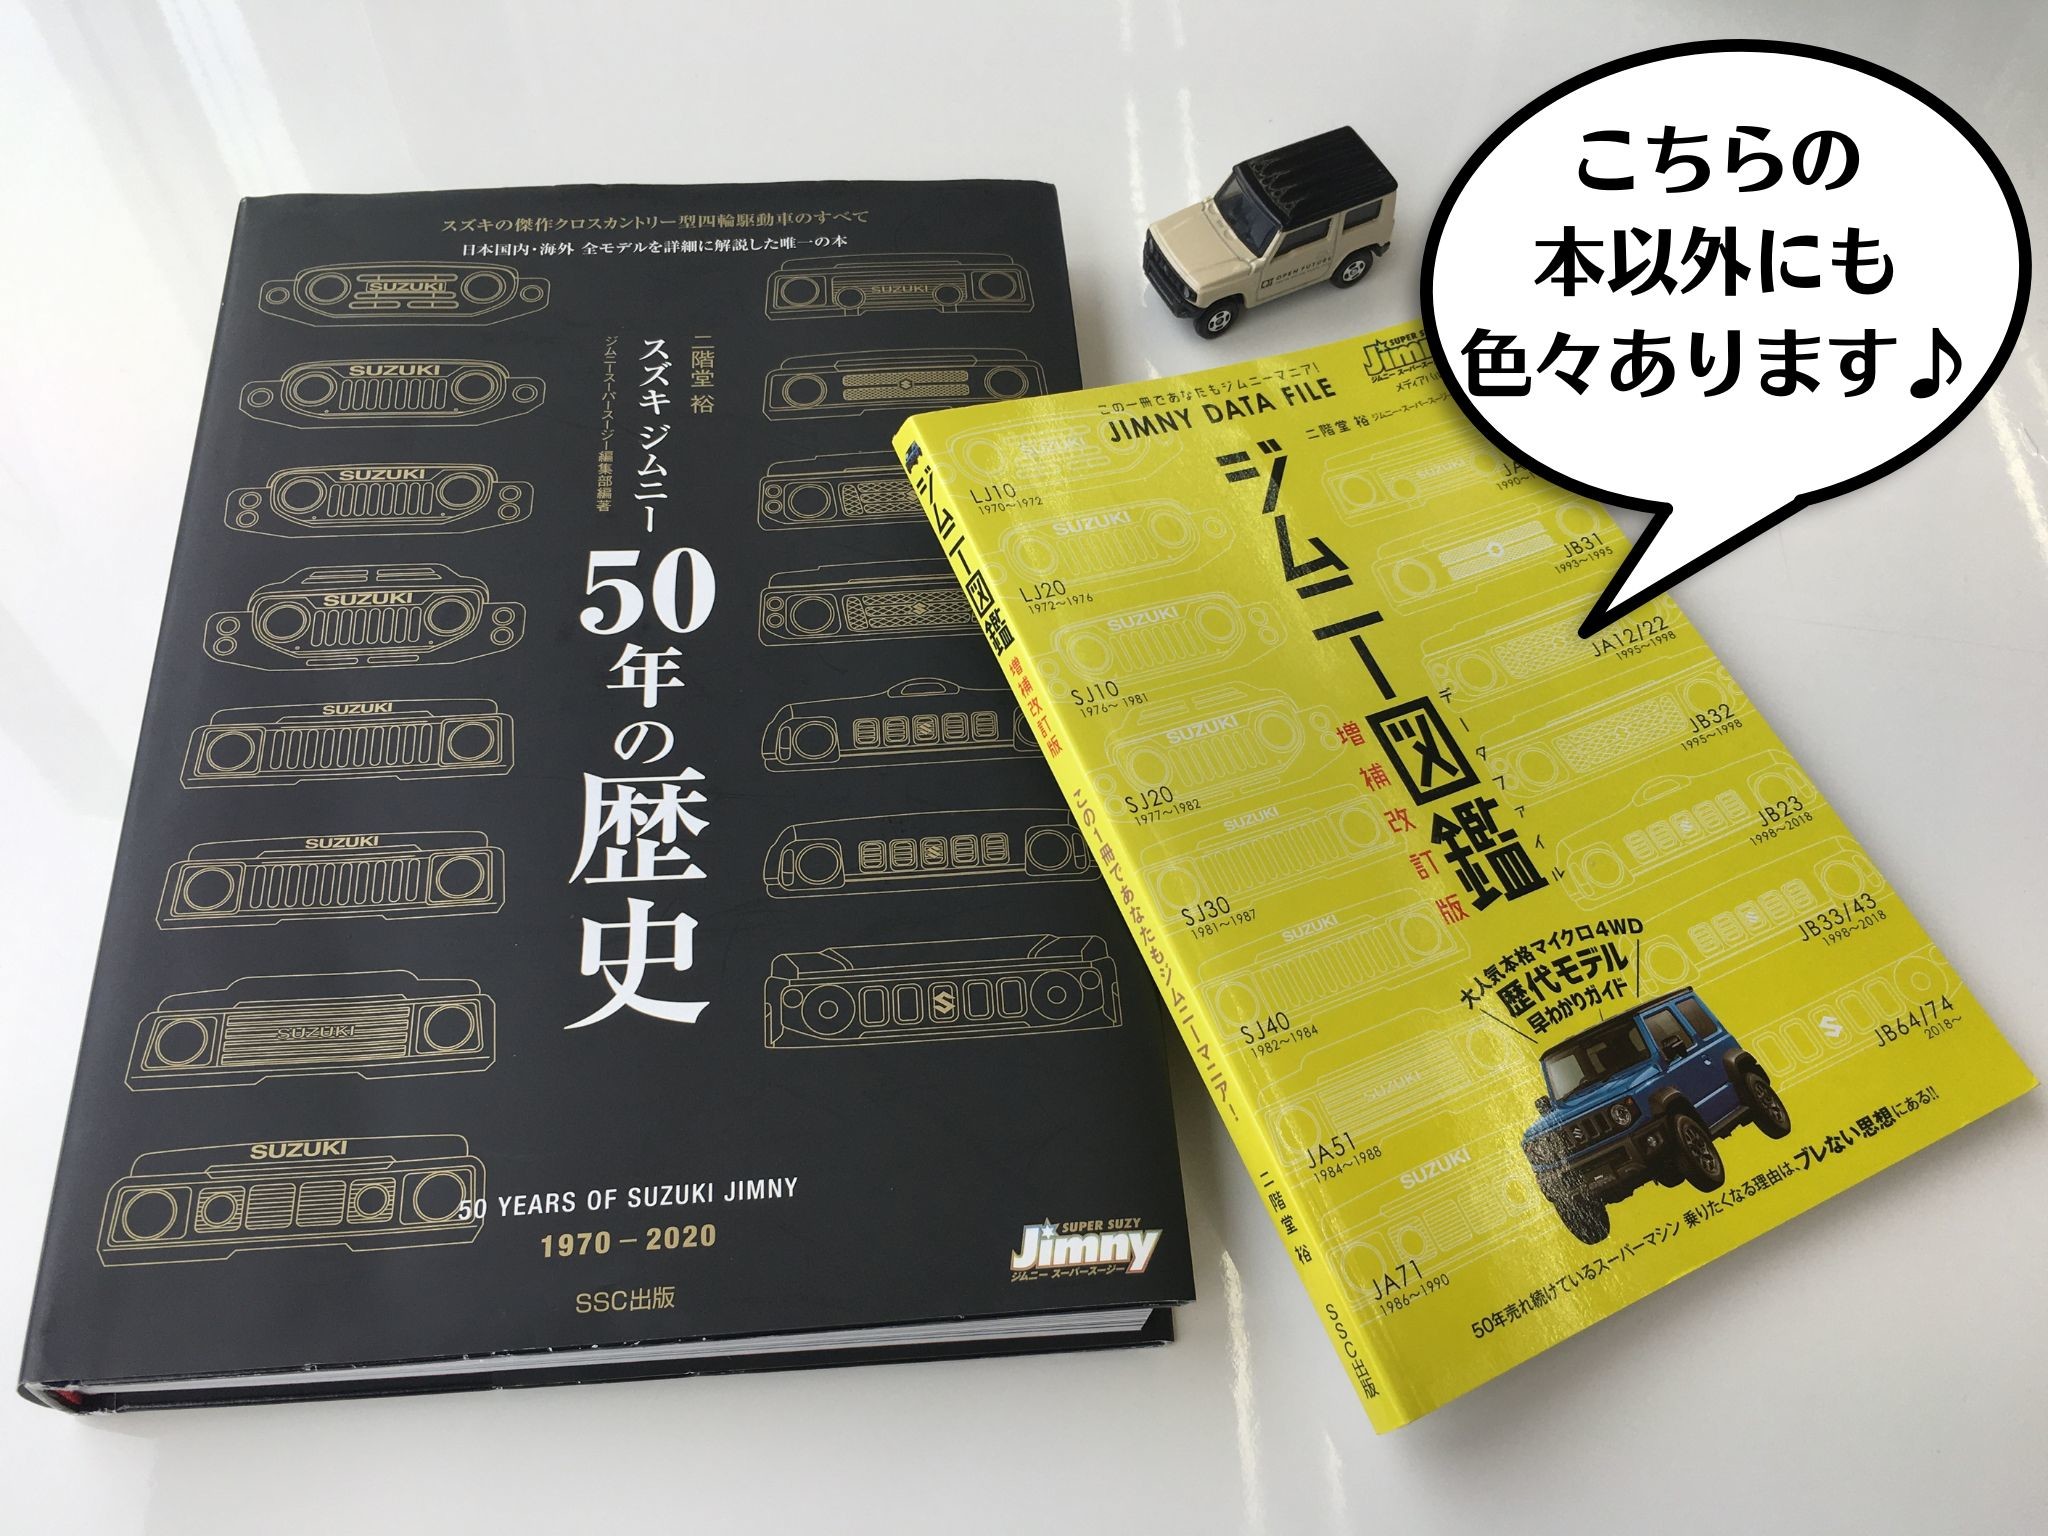 こちらの
本以外にも
色々あります♪
スズキの傑作クロスカントリー型四輪駆動車のすべて
日本国内・海外 全モデルを詳細に解説した唯一の本
SUZUKI
SUZUKI
SUZUKI
SUZUKI
SUZUKI
SUZUKI
SUZUKI
SUZUKI
SUZUKI
二階堂 裕
ジムニースーパースージー編集部編著
スズキ ジムニー
50年の歴史
50 YEARS OF SUZUKI JIMNY
1970－2020
SSC出版
SUPER SUZY
Jimny
ジムニー スーパースージー
OPEN FUTURE
この一冊であなたもジムニーマニア!
JIMNY DATA FILE
二階堂 裕
ジムニー図鑑
データファイル
増補改訂版
LJ10
1970〜1972
SUZUKI
LJ20
1972〜1976
SUZUKI
SJ10
1976〜1981
SUZUKI
SJ20
1977〜1982
SUZUKI
SJ30
1981〜1987
SUZUKI
SJ40
1982〜1984
SUZUKI
JA51
1984〜1988
SUZUKI
JA71
1986〜1990
SUZUKI
JB31
1993〜1995
JA12/22
1995〜1998
JB32
1995〜1998
JB23
1998〜2018
JB33/43
1998〜2018
JB64/74
2018〜
大人気本格マイクロ4WD
歴代モデル
早わかりガイド
50年売れ続けているスーパーマシン 乗りたくなる理由は、ブレない思想にある!!
ジムニー図鑑 増補改訂版 この1冊であなたもジムニーマニア! 二階堂 裕 SSC出版